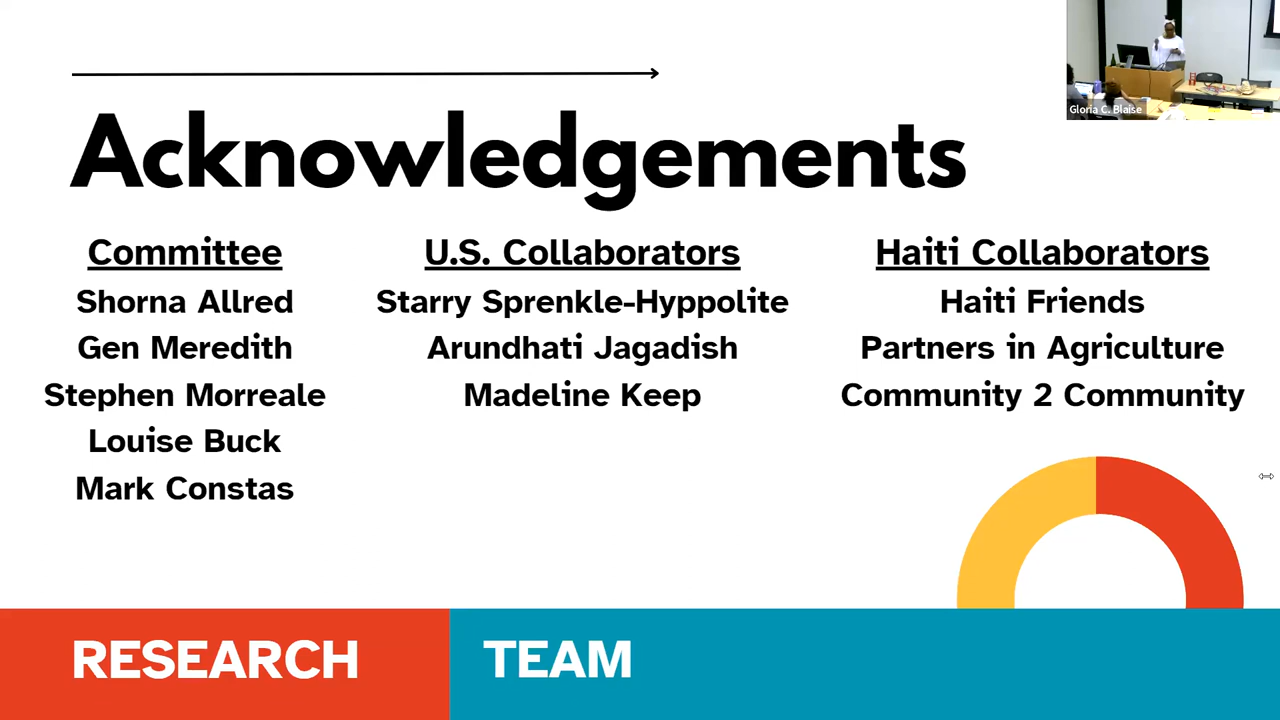 Gloria C. Blaise
Acknowledgements
Committee
Shorna Allred
Gen Meredith
Stephen Morreale
Louise Buck
Mark Constas
U.S. Collaborators
Starry Sprenkle-Hyppolite
Arundhati Jagadish
Madeline Keep
Haiti Collaborators
Haiti Friends
Partners in Agriculture
Community 2 Community
RESEARCH TEAM